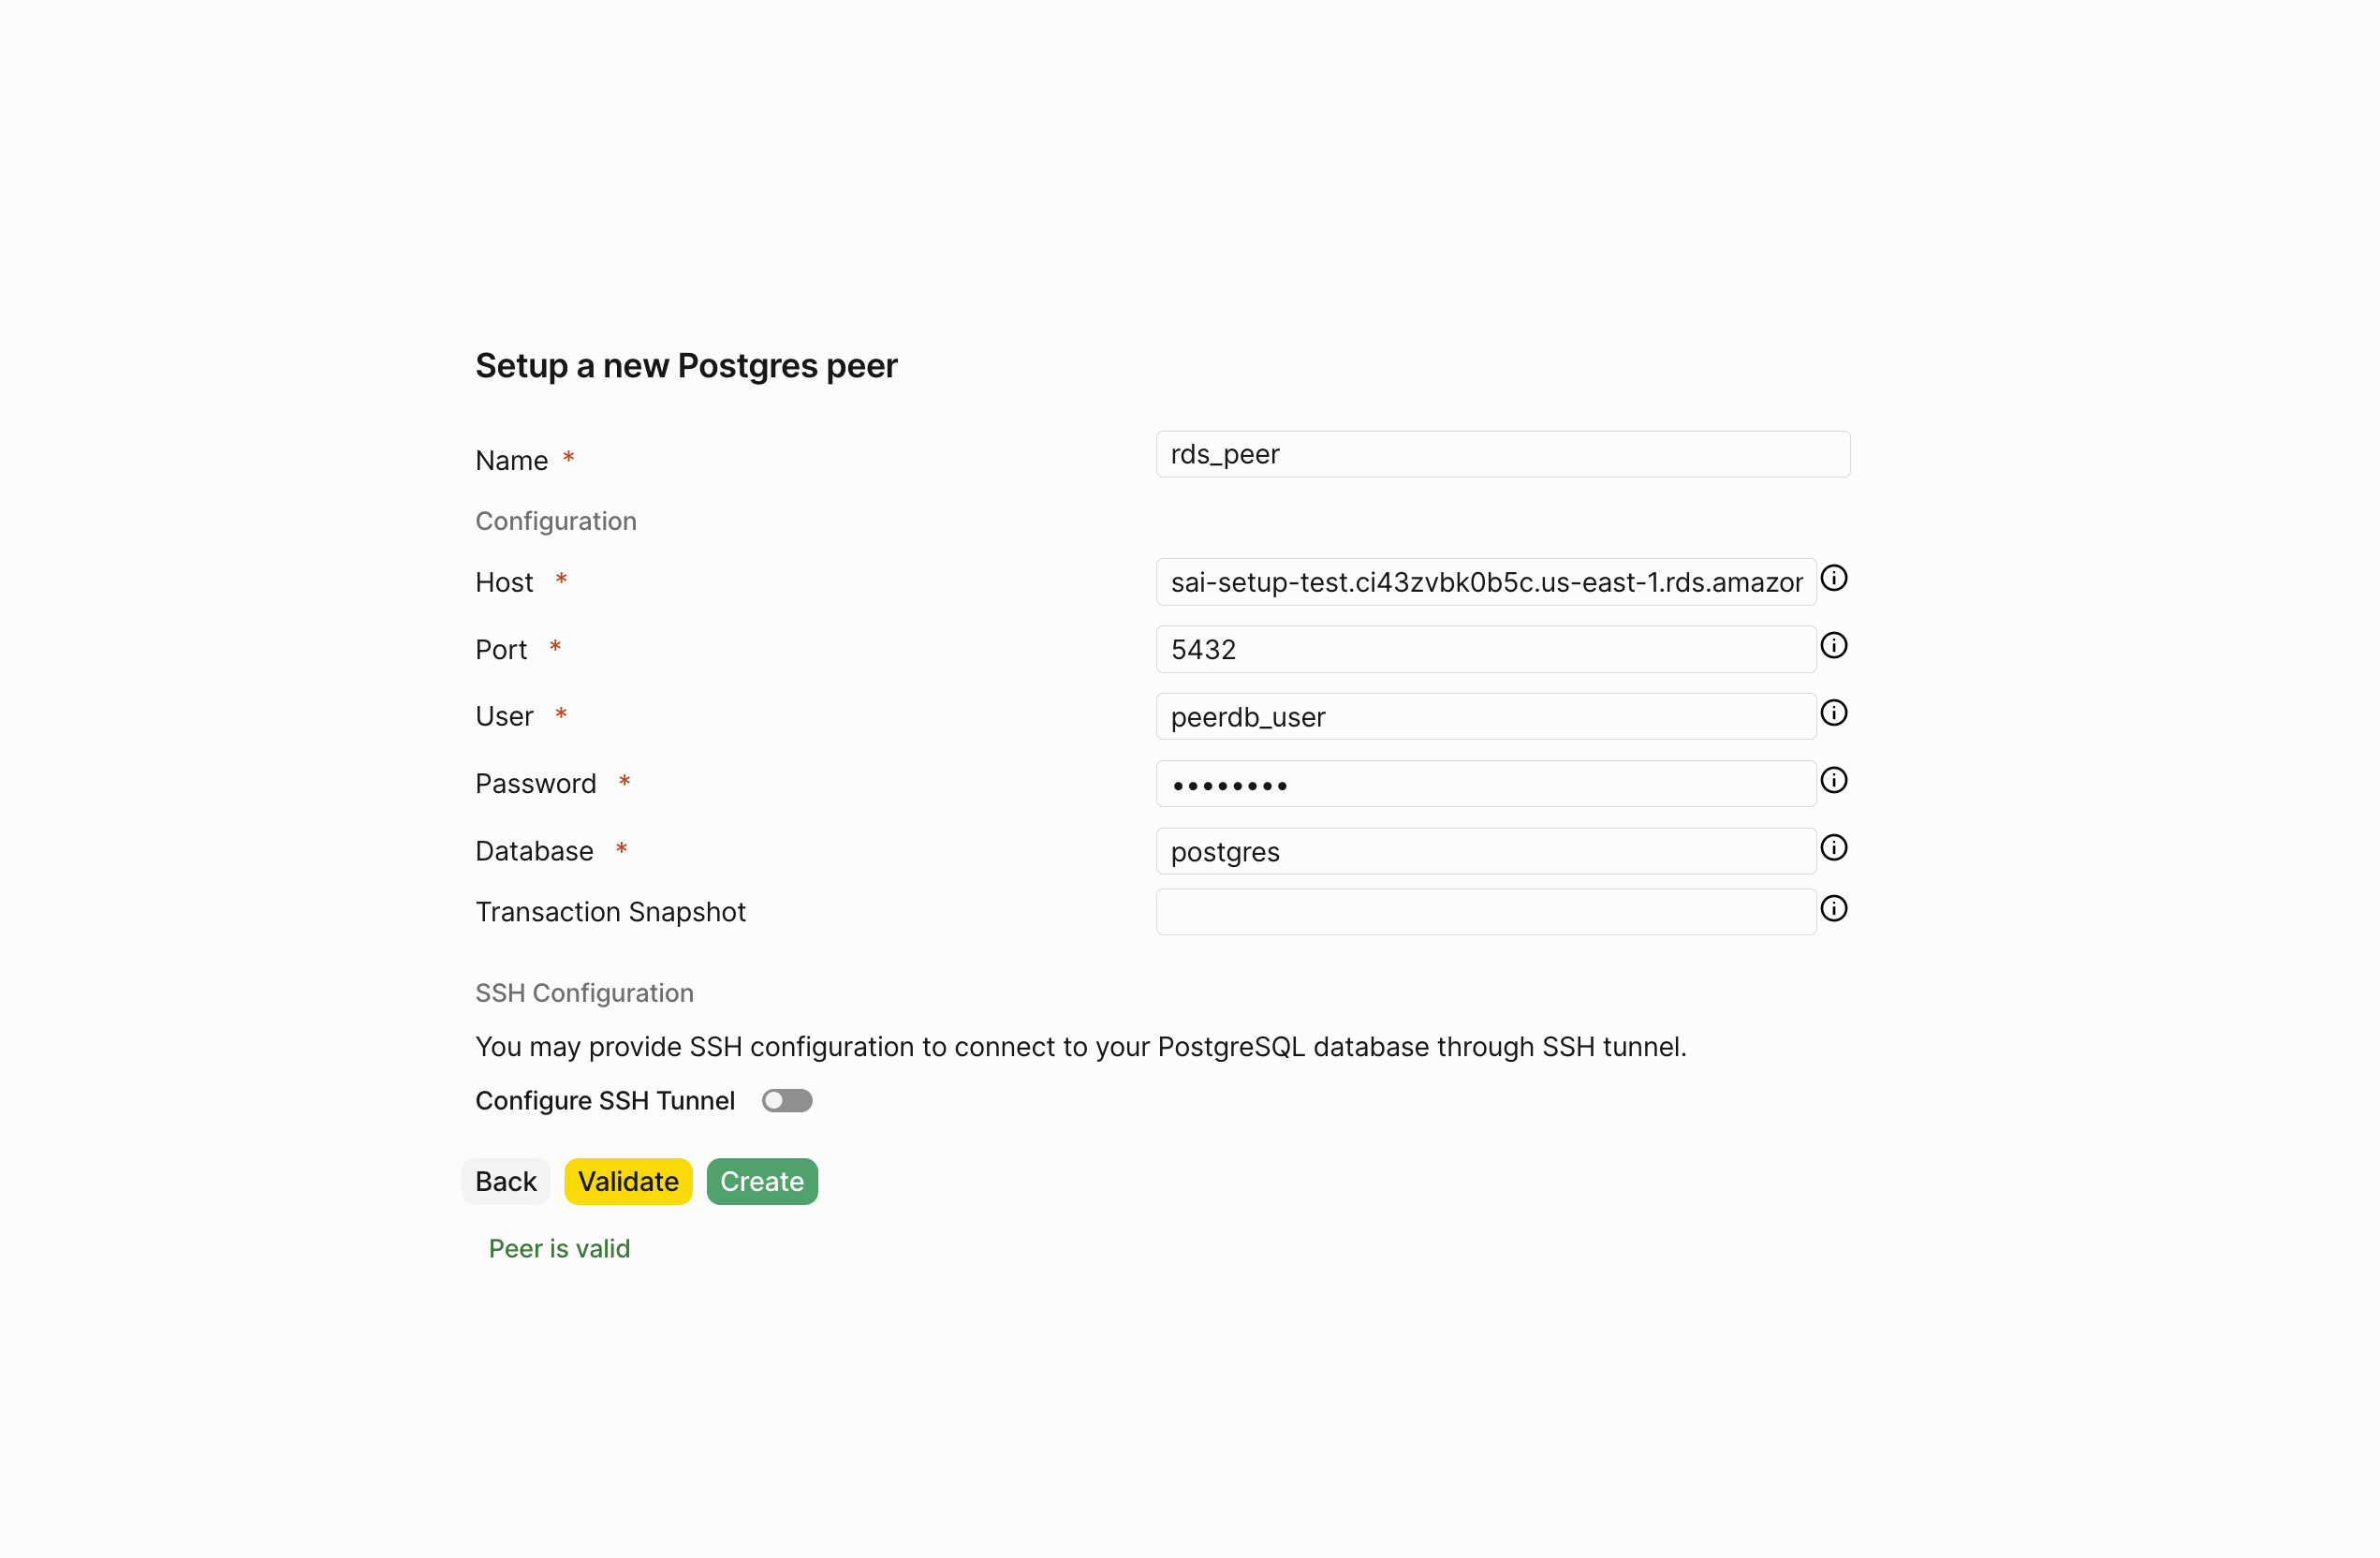 Setup a new Postgres peer
Name * rds_peer
Configuration
Host * sai-setup-test.ci43zvbk0b5c.us-east-1.rds.amazor
Port * 5432
User * peerdb_user
Password * ••••••••
Database * postgres
Transaction Snapshot
SSH Configuration
You may provide SSH configuration to connect to your PostgreSQL database through SSH tunnel.
Configure SSH Tunnel
Back Validate Create
Peer is valid